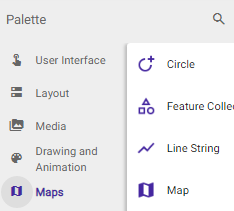 Palette
User Interface
Layout
Media
Drawing and
Animation
Maps
Circle
Feature Collec
Line String
Map